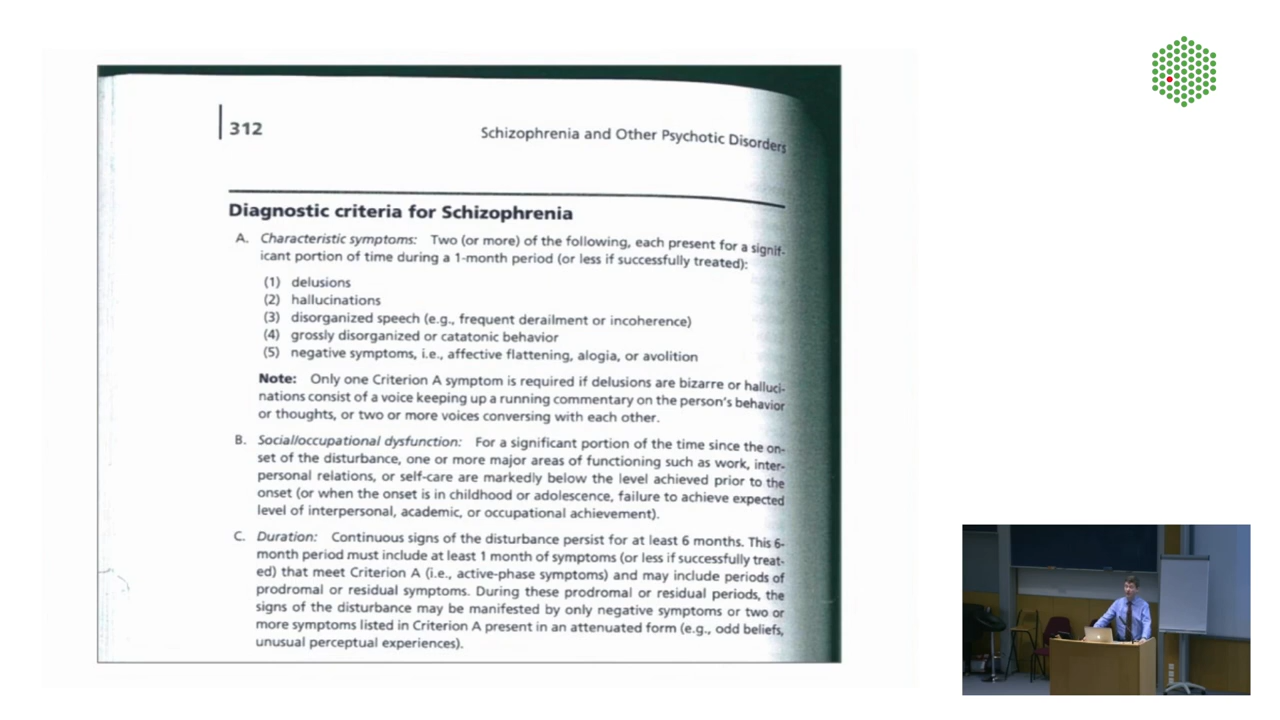 312
Schizophrenia and Other Psychotic Disorders
Diagnostic criteria for Schizophrenia
A. Characteristic symptoms: Two (or more) of the following, each present for a signif-
icant portion of time during a 1-month period (or less if successfully treated):
(1) delusions
(2) hallucinations
(3) disorganized speech (e.g., frequent derailment or incoherence)
(4) grossly disorganized or catatonic behavior
(5) negative symptoms, i.e., affective flattening, alogia, or avolition
Note: Only one Criterion A symptom is required if delusions are bizarre or halluci-
nations consist of a voice keeping up a running commentary on the person's behavior
or thoughts, or two or more voices conversing with each other.
B. Social/occupational dysfunction: For a significant portion of the time since the on-
set of the disturbance, one or more major areas of functioning such as work, inter-
personal relations, or self-care are markedly below the level achieved prior to the
onset (or when the onset is in childhood or adolescence, failure to achieve expected
level of interpersonal, academic, or occupational achievement).
C. Duration: Continuous signs of the disturbance persist for at least 6 months. This 6-
month period must include at least 1 month of symptoms (or less if successfully treat-
ed) that meet Criterion A (i.e., active-phase symptoms) and may include periods of
prodromal or residual symptoms. During these prodromal or residual periods, the
signs of the disturbance may be manifested by only negative symptoms or two or
more symptoms listed in Criterion A present in an attenuated form (e.g., odd beliefs,
unusual perceptual experiences).